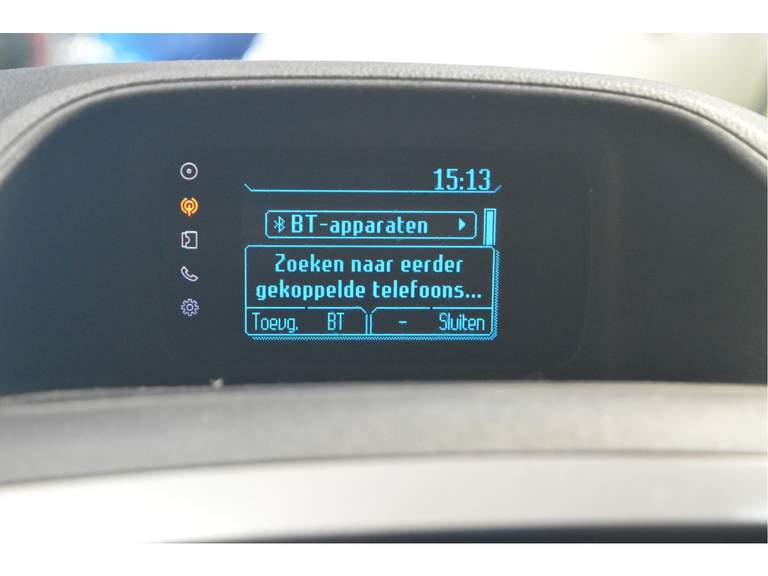 15:13
BT-apparaten
Zoeken naar eerder
gekoppelde telefoons...
Toevg. BT - Sluiten